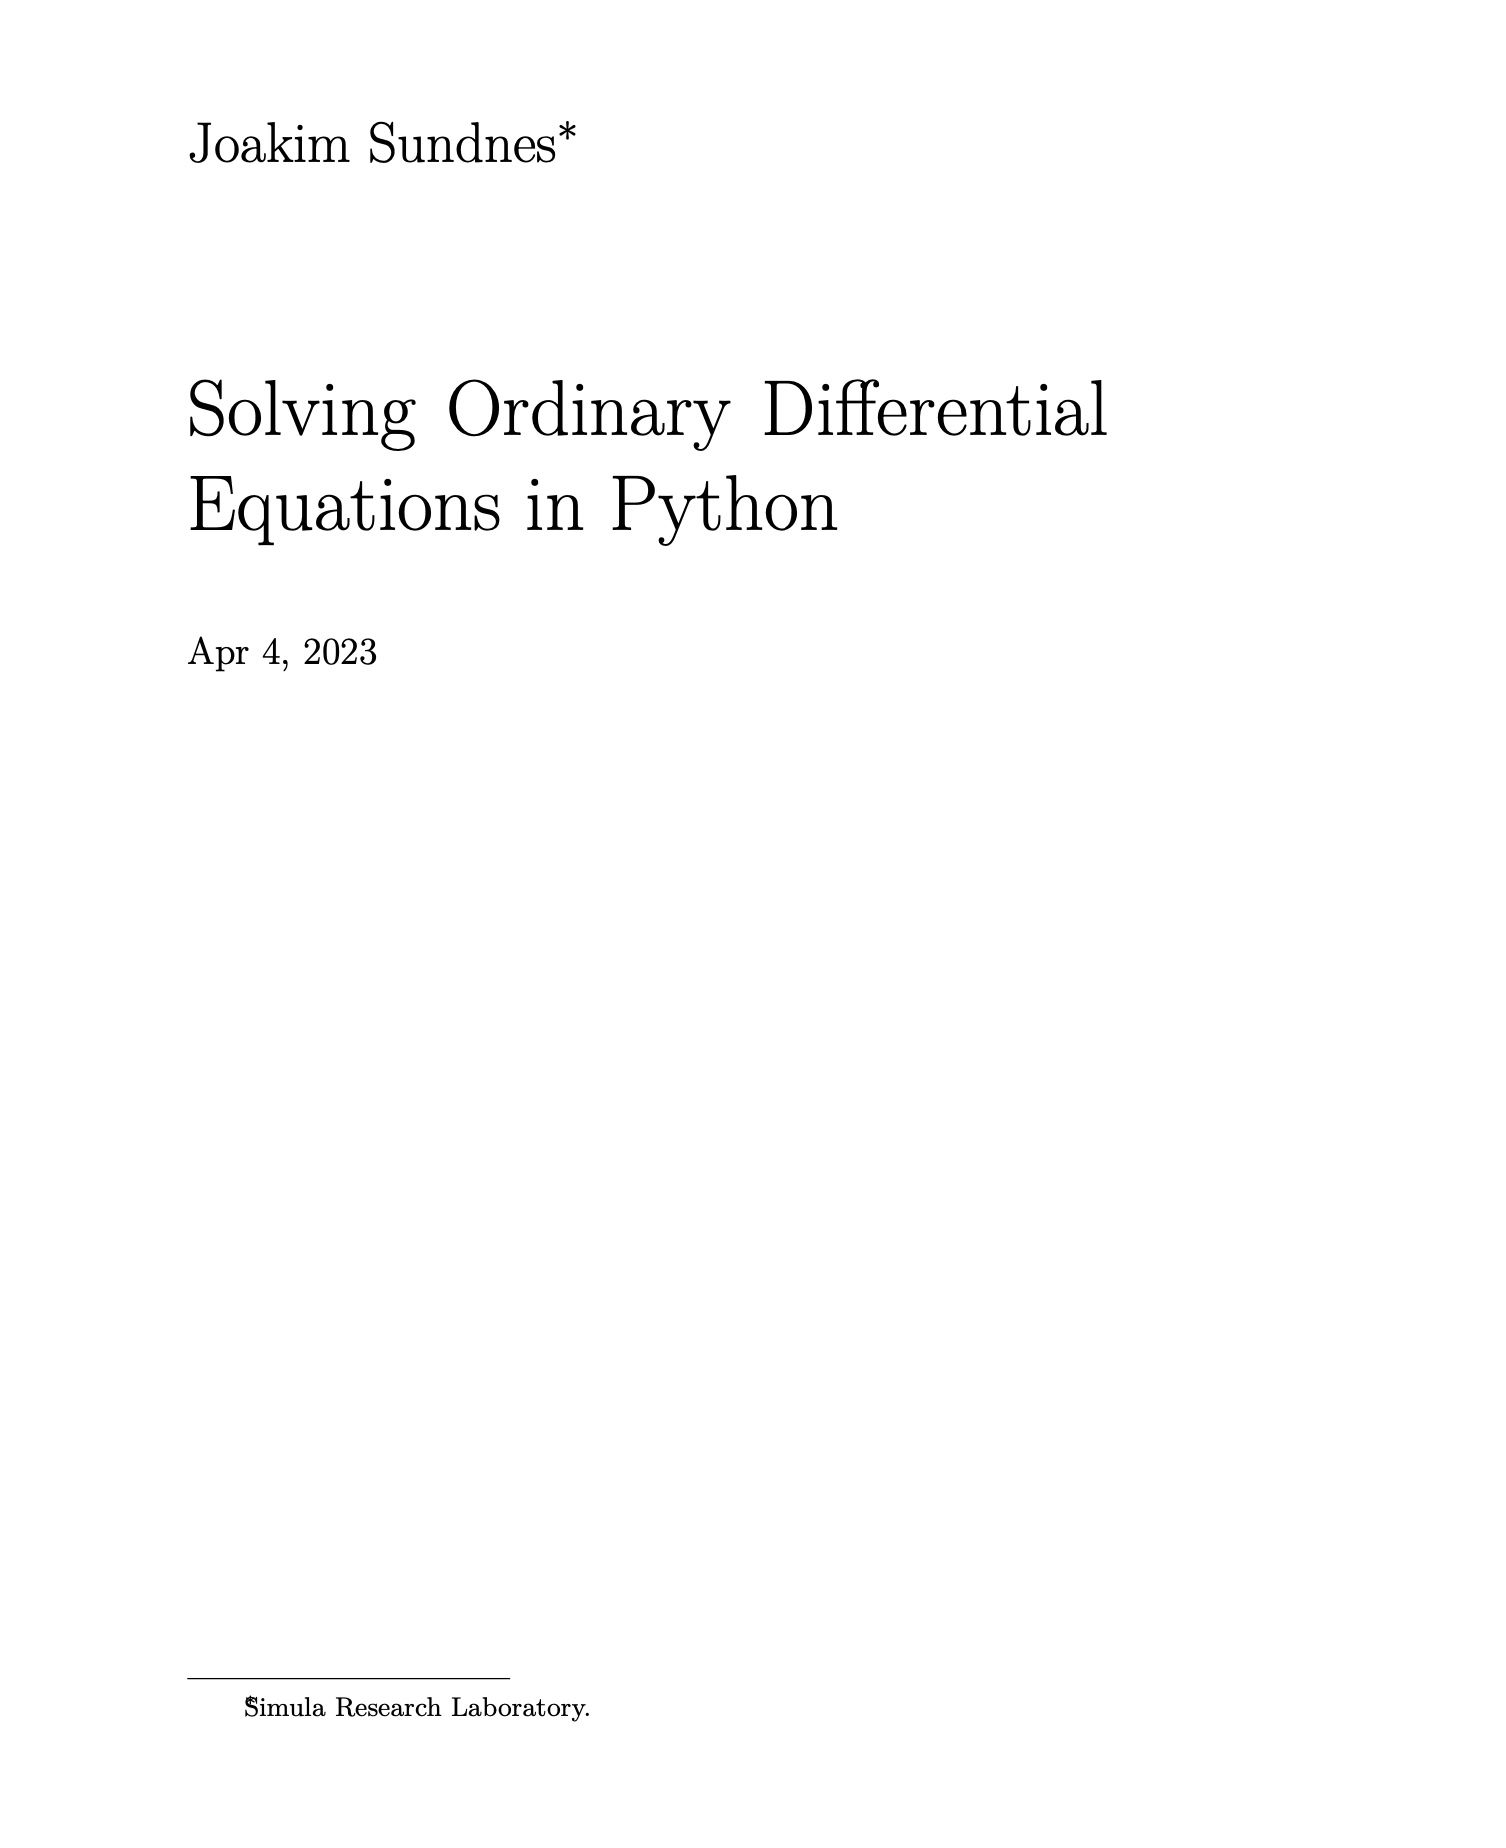 Joakim Sundnes*
Solving Ordinary Differential
Equations in Python
Apr 4, 2023
*Simula Research Laboratory.